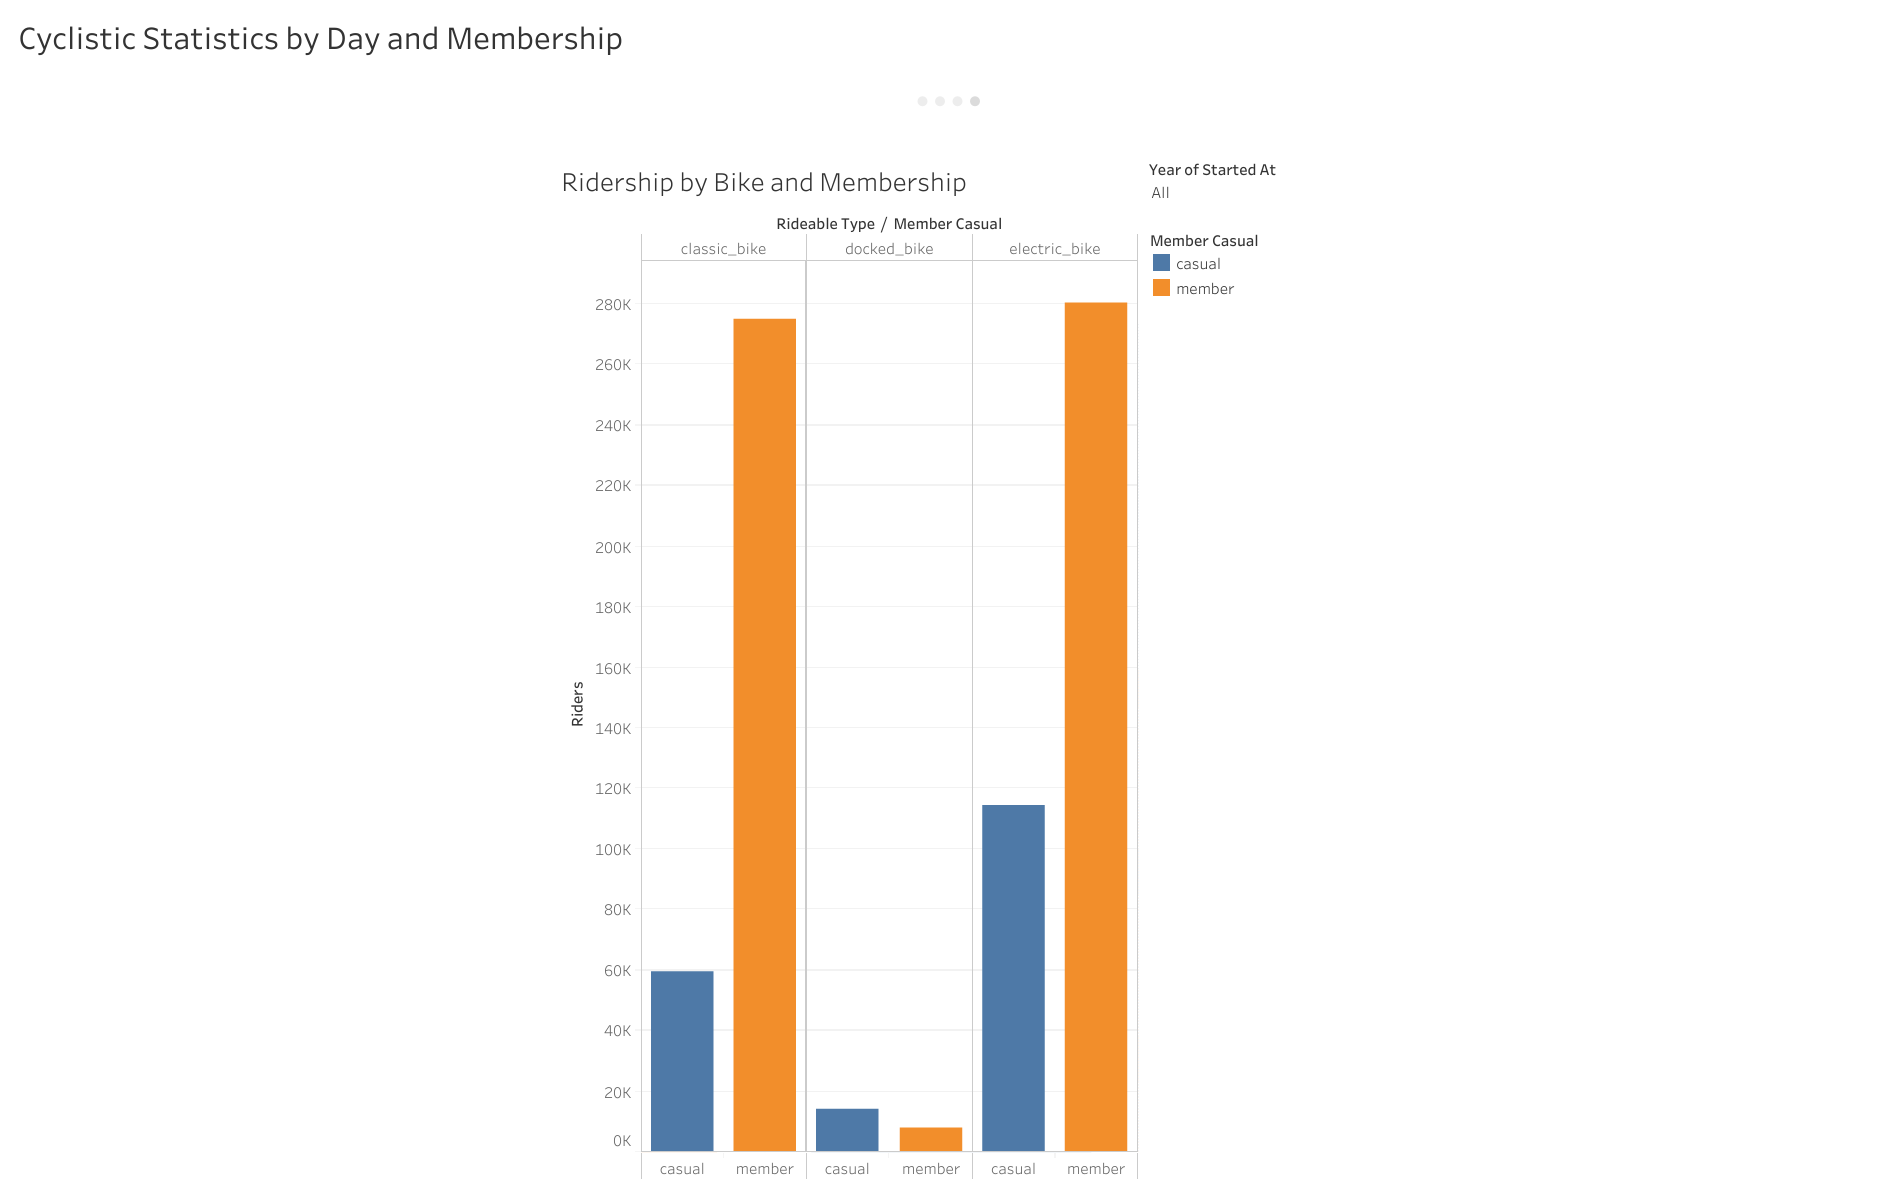 Cyclistic Statistics by Day and Membership
Ridership by Bike and Membership
Year of Started At
All
Rideable Type / Member Casual
Member Casual
classic_bike docked_bike electric_bike
casual
member
280K
260K
240K
220K
200K
180K
160K
Riders
140K
120K
100K
80K
60K
40K
20K
0K
casual member casual member casual member